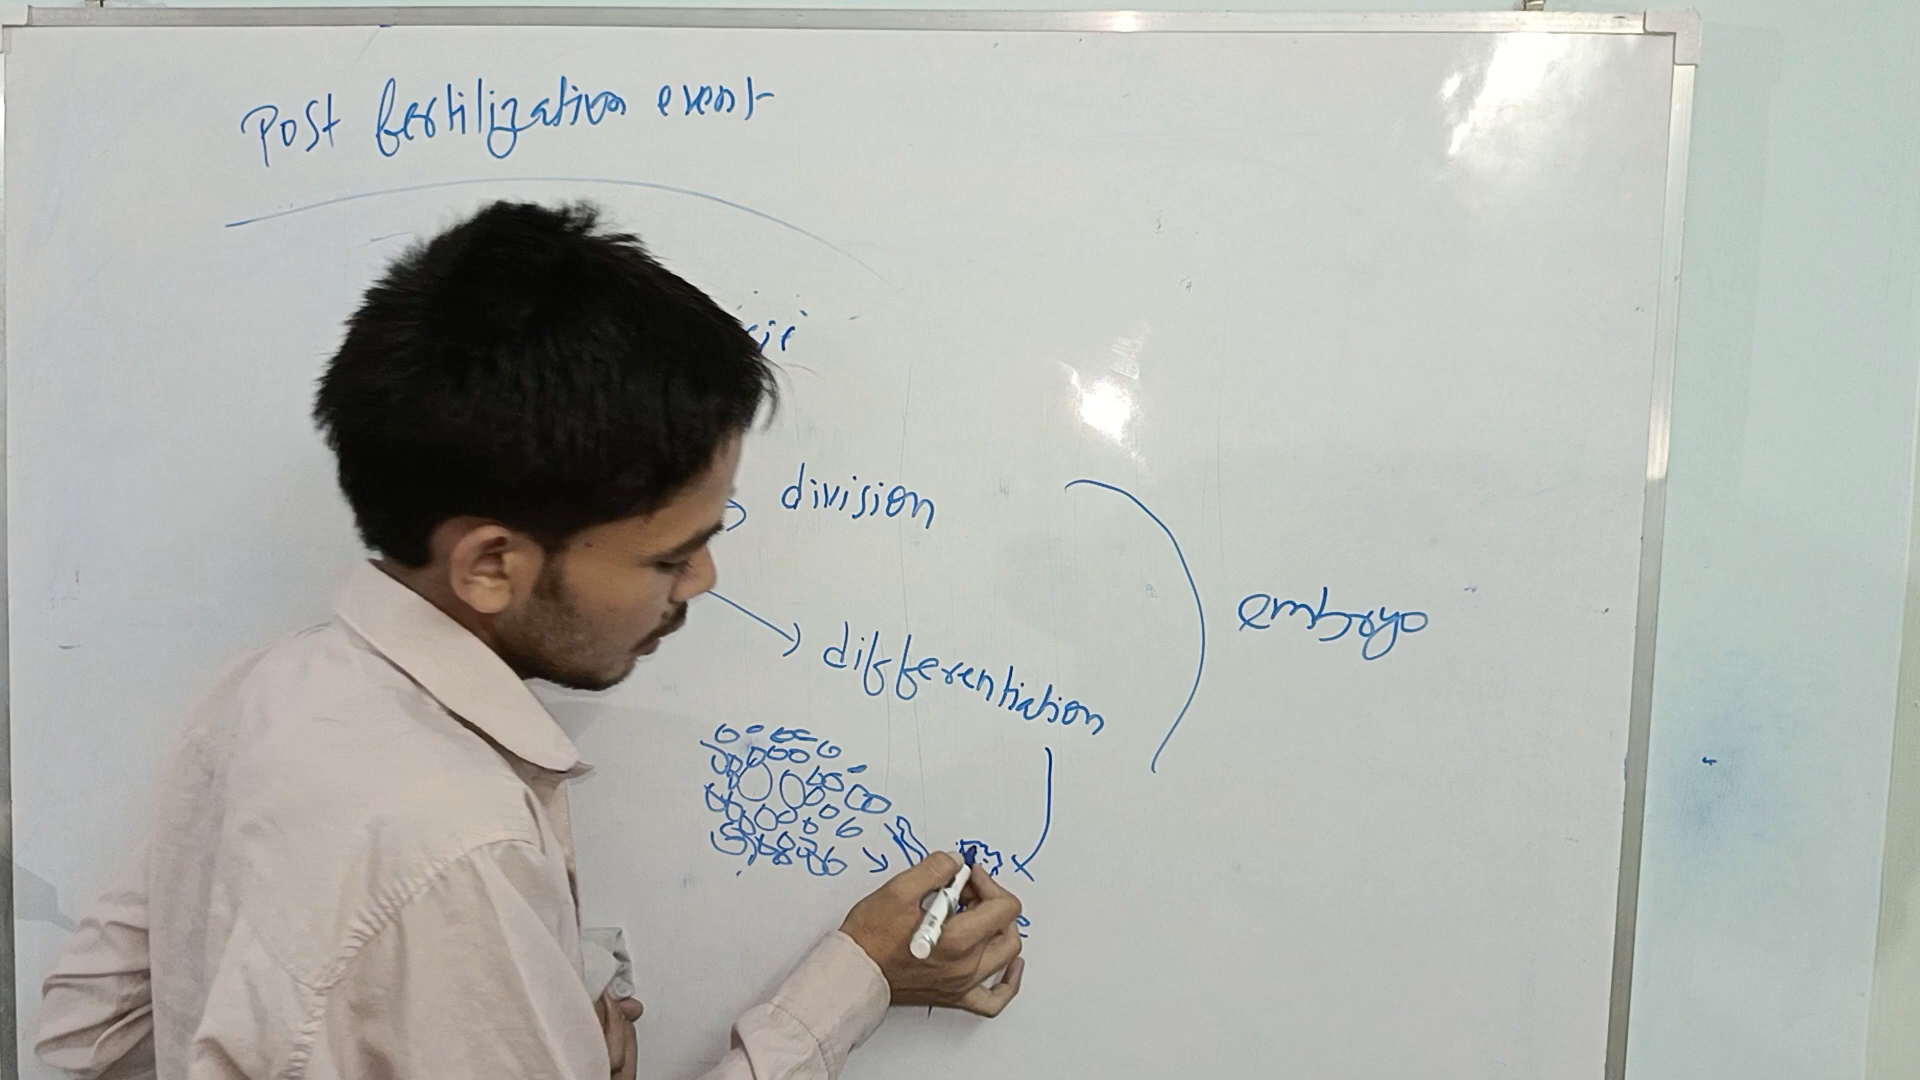 Post fertilization event
division
differentiation
embryo